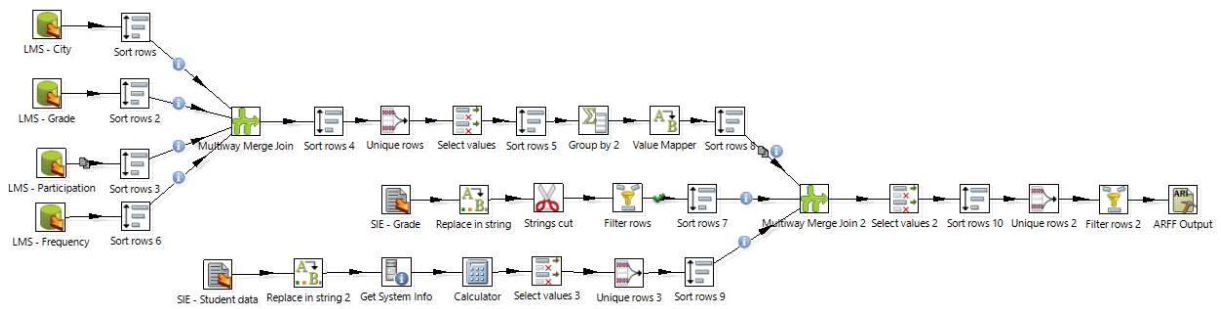 LMS - City
Sort rows
LMS - Grade
Sort rows 2
Multiway Merge Join
Sort rows 4
Unique rows
Select values
Sort rows 5
Group by 2
Value Mapper
Sort rows 8
LMS - Participation
Sort rows 3
LMS - Frequency
Sort rows 6
SIE - Grade
Replace in string
Strings cut
Filter rows
Sort rows 7
Multiway Merge Join 2
Select values 2
Sort rows 10
Unique rows 2
Filter rows 2
ARFF Output
SIE - Student data
Replace in string 2
Get System Info
Calculator
Select values 3
Unique rows 3
Sort rows 9